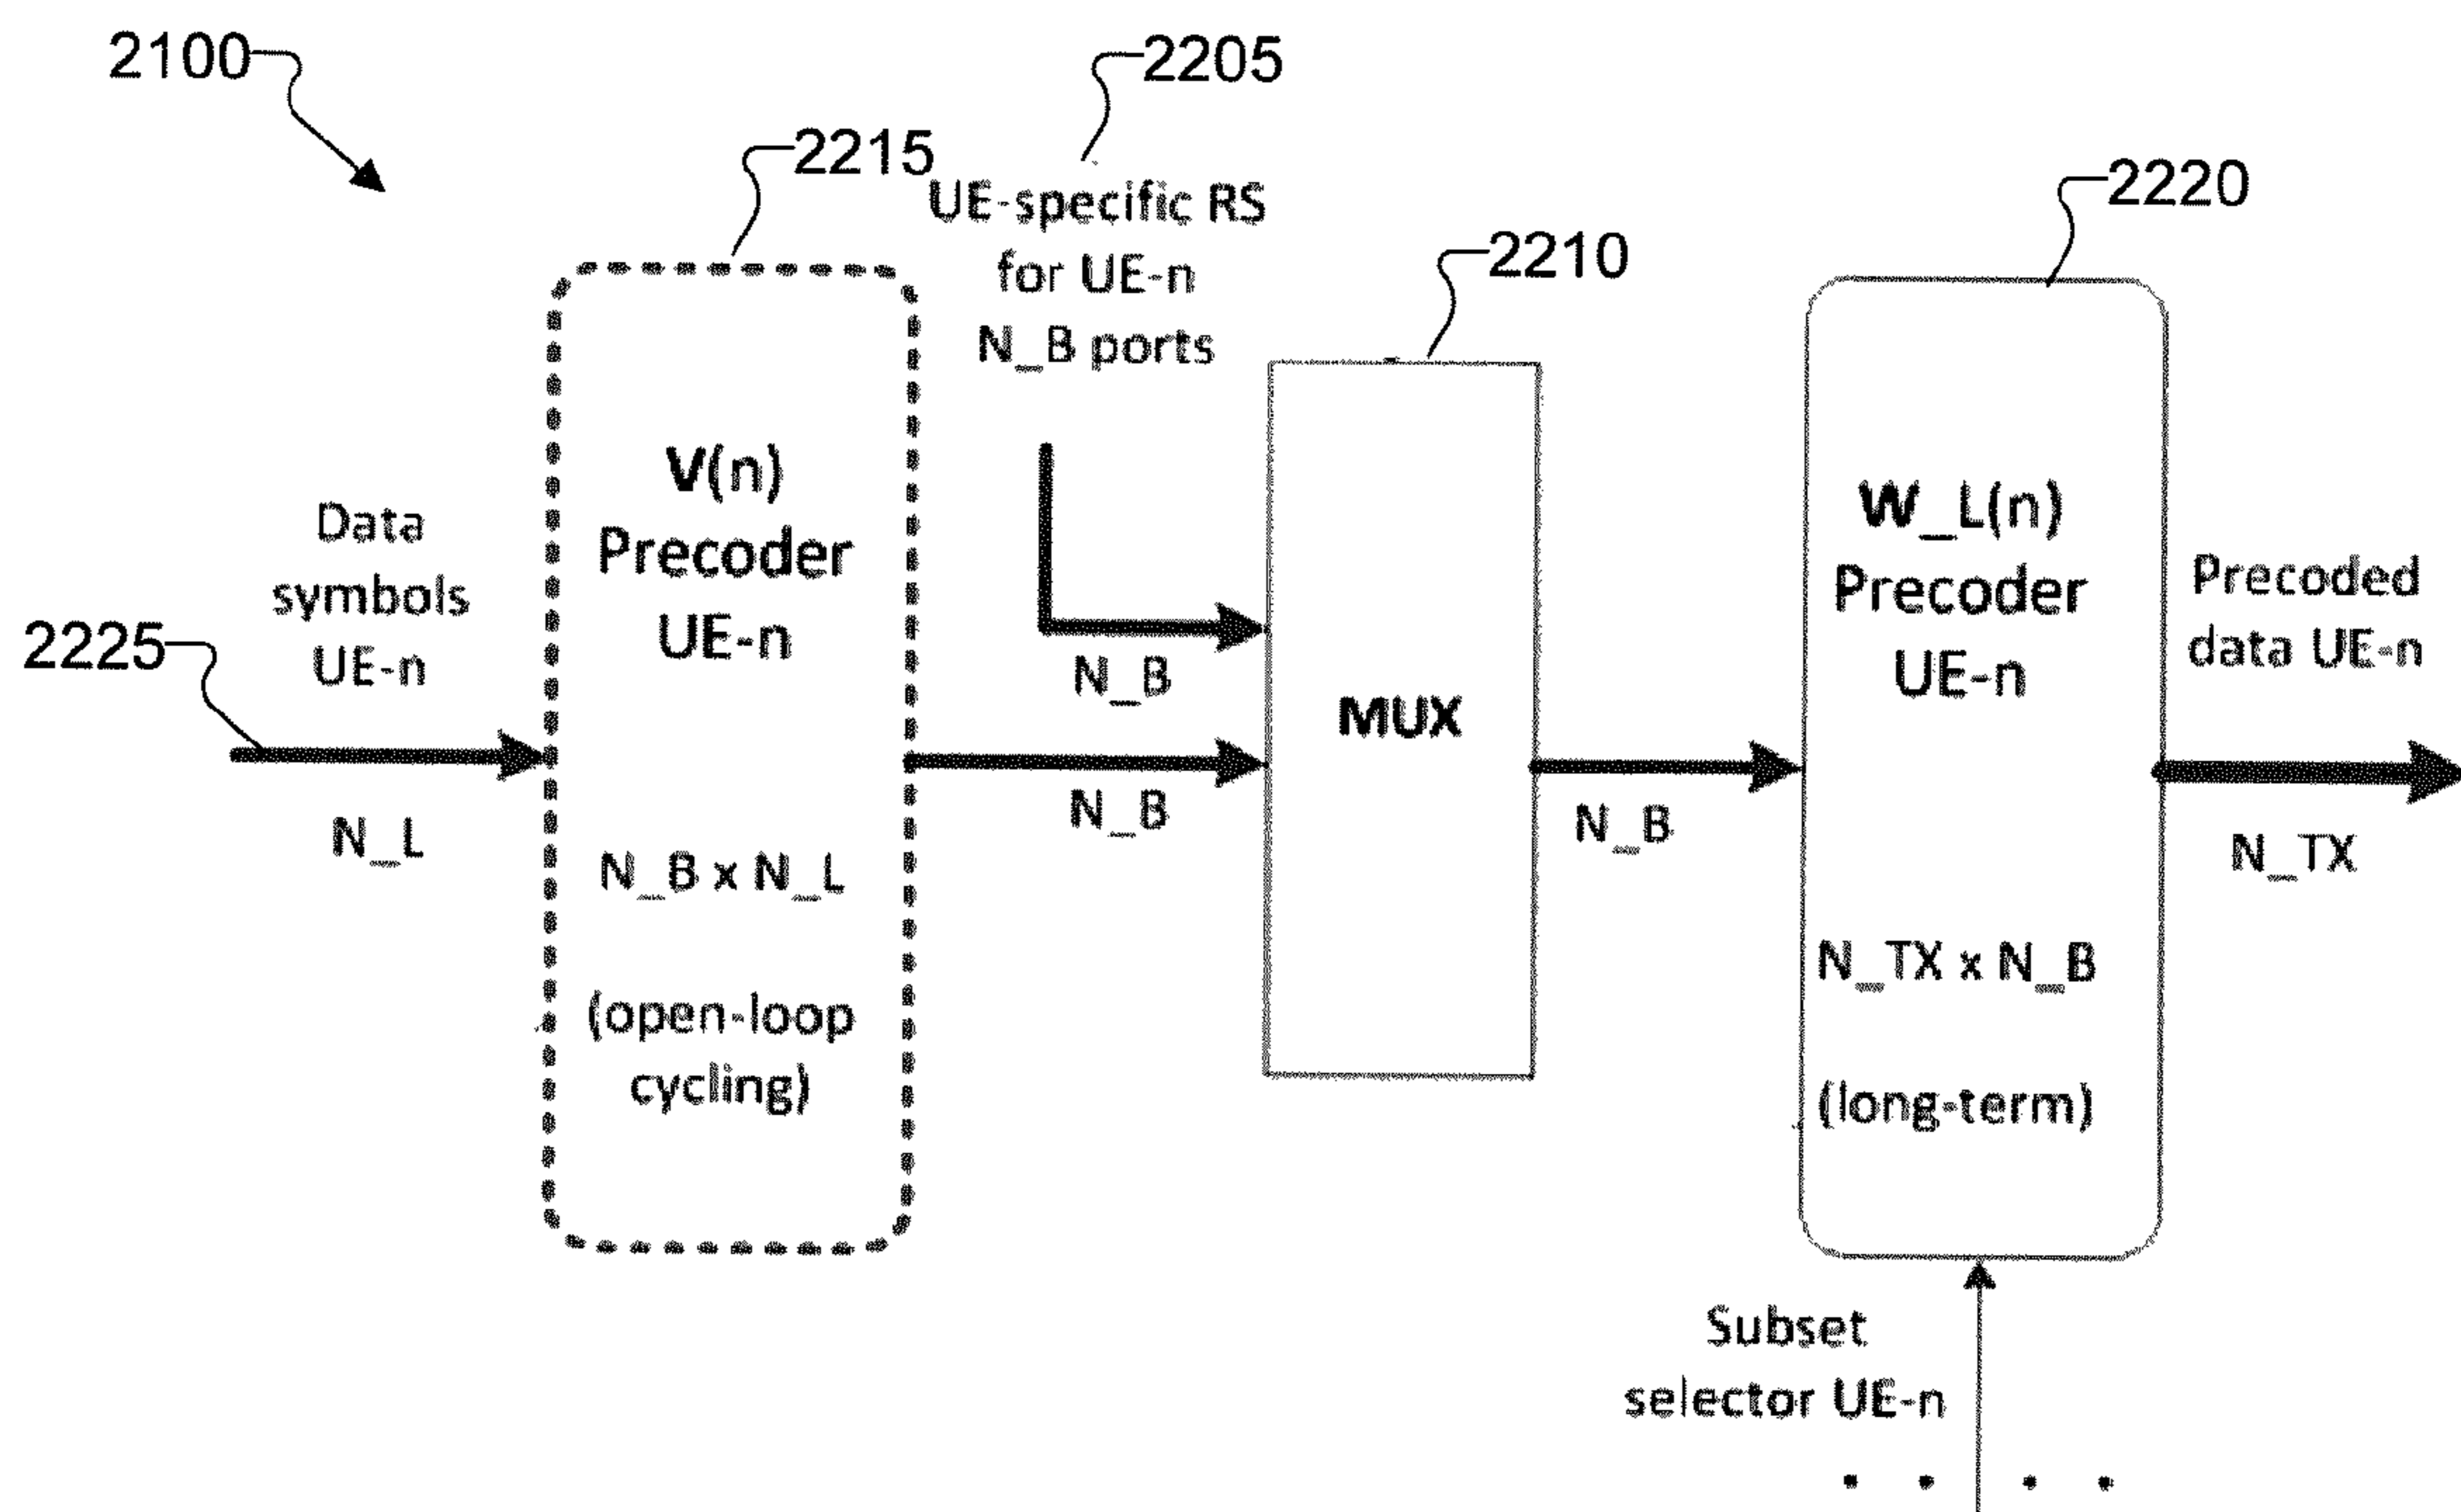 2100
2205
2215
UE-specific RS
for UE-n
N_B ports
2220
2210
Data
symbols
UE-n
2225
N_L
V(n)
Precoder
UE-n
N_B x N_L
(open-loop
cycling)
N_B
N_B
MUX
N_B
W_L(n)
Precoder
UE-n
N_TX x N_B
(long-term)
Precoded
data UE-n
N_TX
Subset
selector UE-n